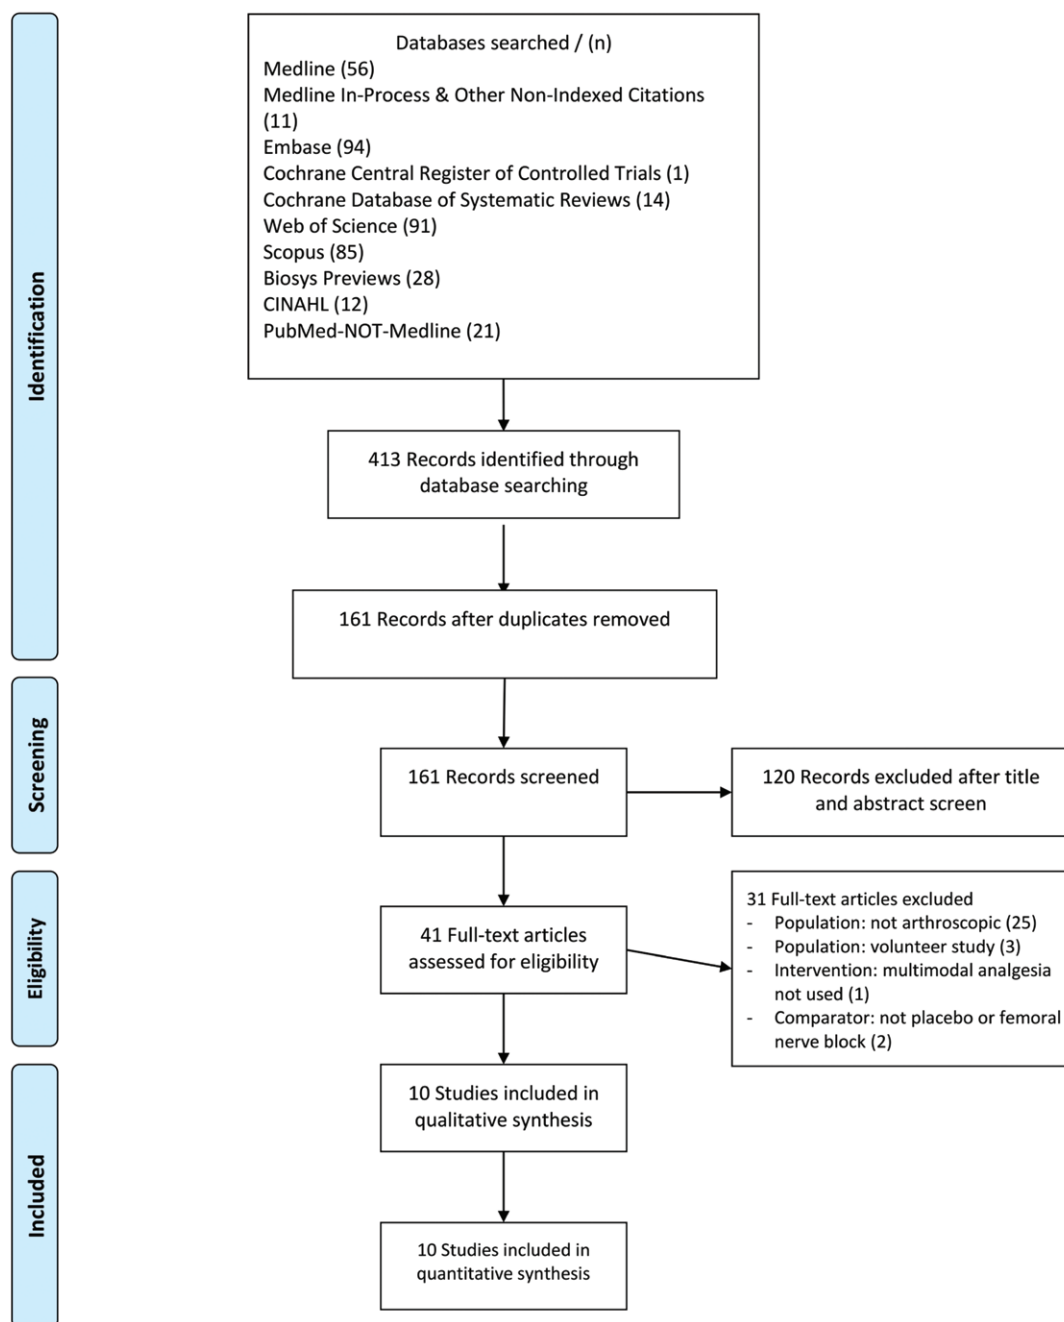 Identification
Databases searched / (n)
Medline (56)
Medline In-Process & Other Non-Indexed Citations
(11)
Embase (94)
Cochrane Central Register of Controlled Trials (1)
Cochrane Database of Systematic Reviews (14)
Web of Science (91)
Scopus (85)
Biosys Previews (28)
CINAHL (12)
PubMed-NOT-Medline (21)
413 Records identified through
database searching
161 Records after duplicates removed
Screening
161 Records screened
120 Records excluded after title
and abstract screen
Eligibility
41 Full-text articles
assessed for eligibility
31 Full-text articles excluded
- Population: not arthroscopic (25)
- Population: volunteer study (3)
- Intervention: multimodal analgesia
not used (1)
- Comparator: not placebo or femoral
nerve block (2)
Included
10 Studies included in
qualitative synthesis
10 Studies included in
quantitative synthesis